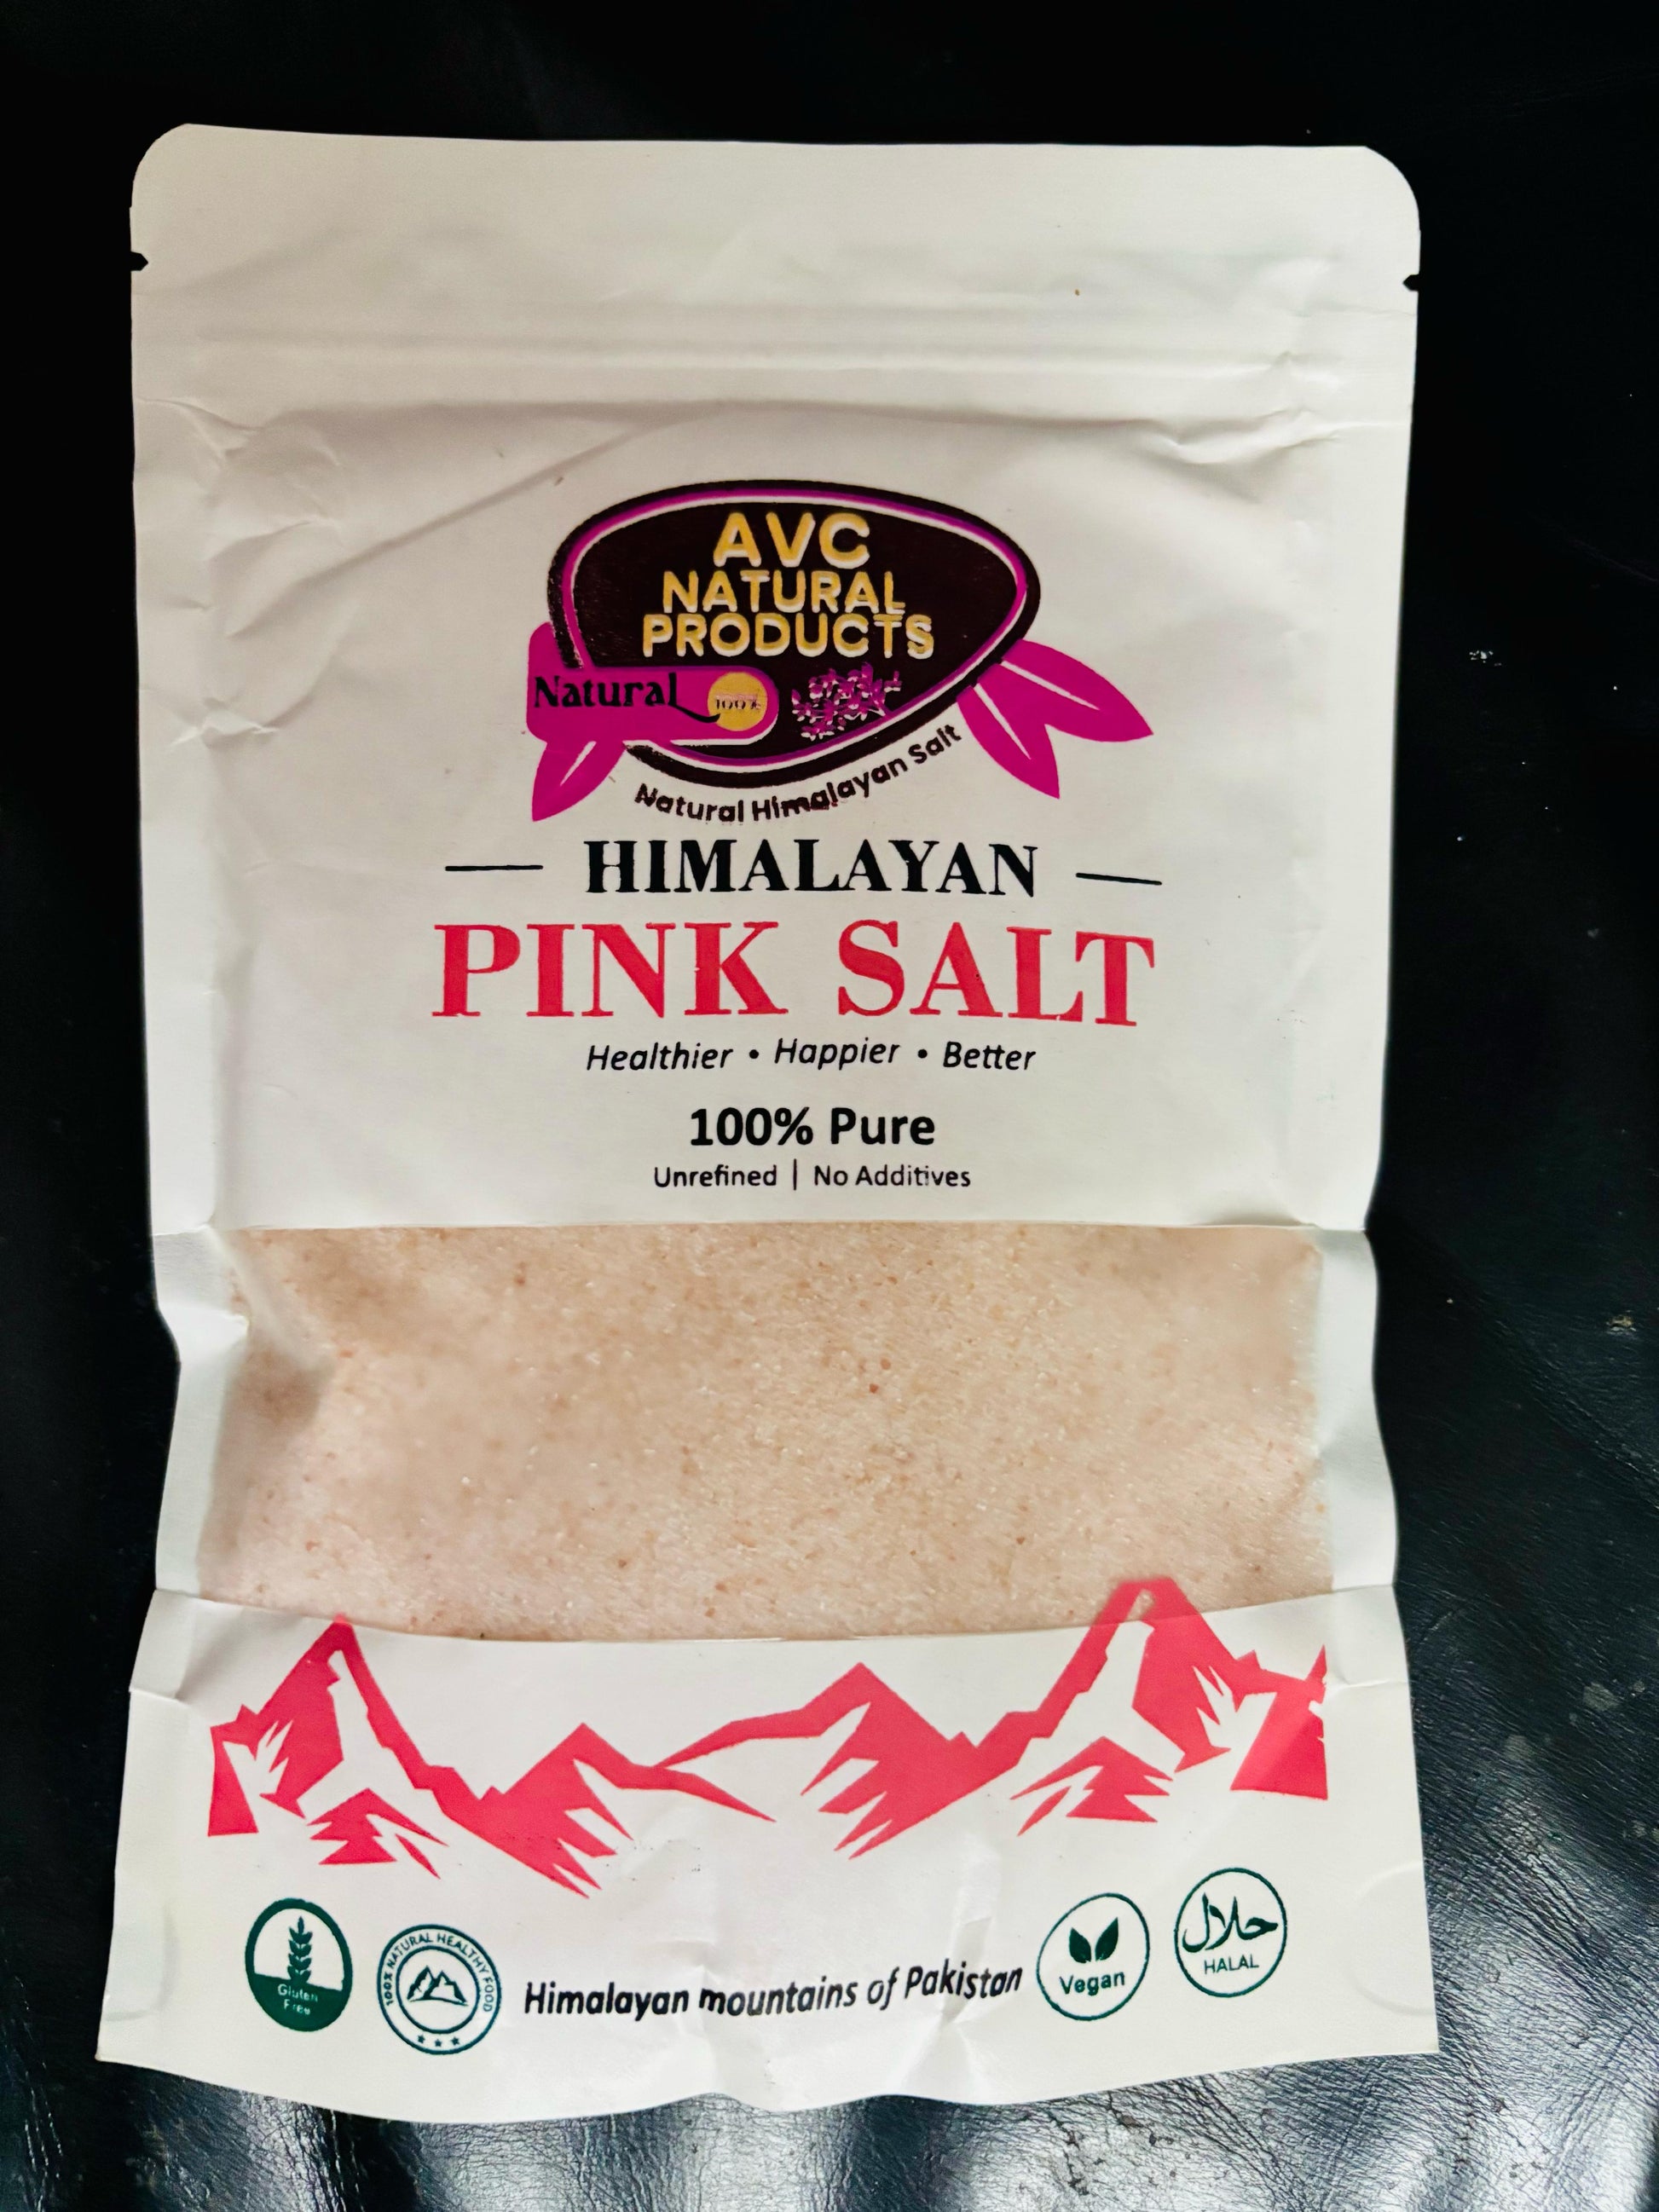 AVC
NATURAL
PRODUCTS
Natural
100%
Natural Himalayan Salt
HIMALAYAN
PINK SALT
Healthier • Happier • Better
100% Pure
Unrefined | No Additives
Gluten
Free
100% NATURAL HEALTHY FOOD
Himalayan mountains of Pakistan
Vegan
حلال
HALAL